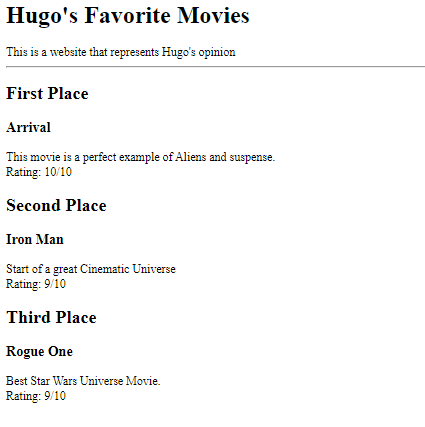 Hugo's Favorite Movies
This is a website that represents Hugo's opinion
First Place
Arrival
This movie is a perfect example of Aliens and suspense.
Rating: 10/10
Second Place
Iron Man
Start of a great Cinematic Universe
Rating: 9/10
Third Place
Rogue One
Best Star Wars Universe Movie.
Rating: 9/10